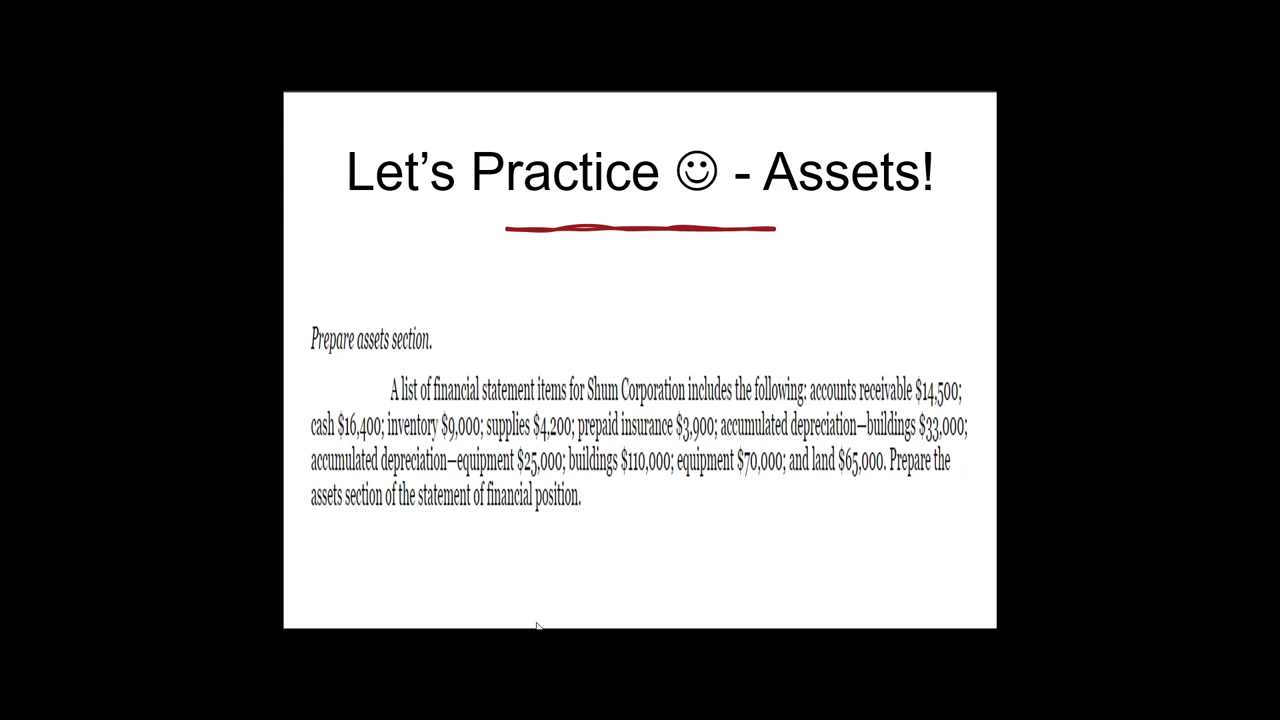 Let’s Practice ☺ - Assets!
Prepare assets section.
A list of financial statement items for Shum Corporation includes the following: accounts receivable $14,500;
cash $16,400; inventory $9,000; supplies $4,200; prepaid insurance $3,900; accumulated depreciation—buildings $33,000;
accumulated depreciation—equipment $25,000; buildings $110,000; equipment $70,000; and land $65,000. Prepare the
assets section of the statement of financial position.